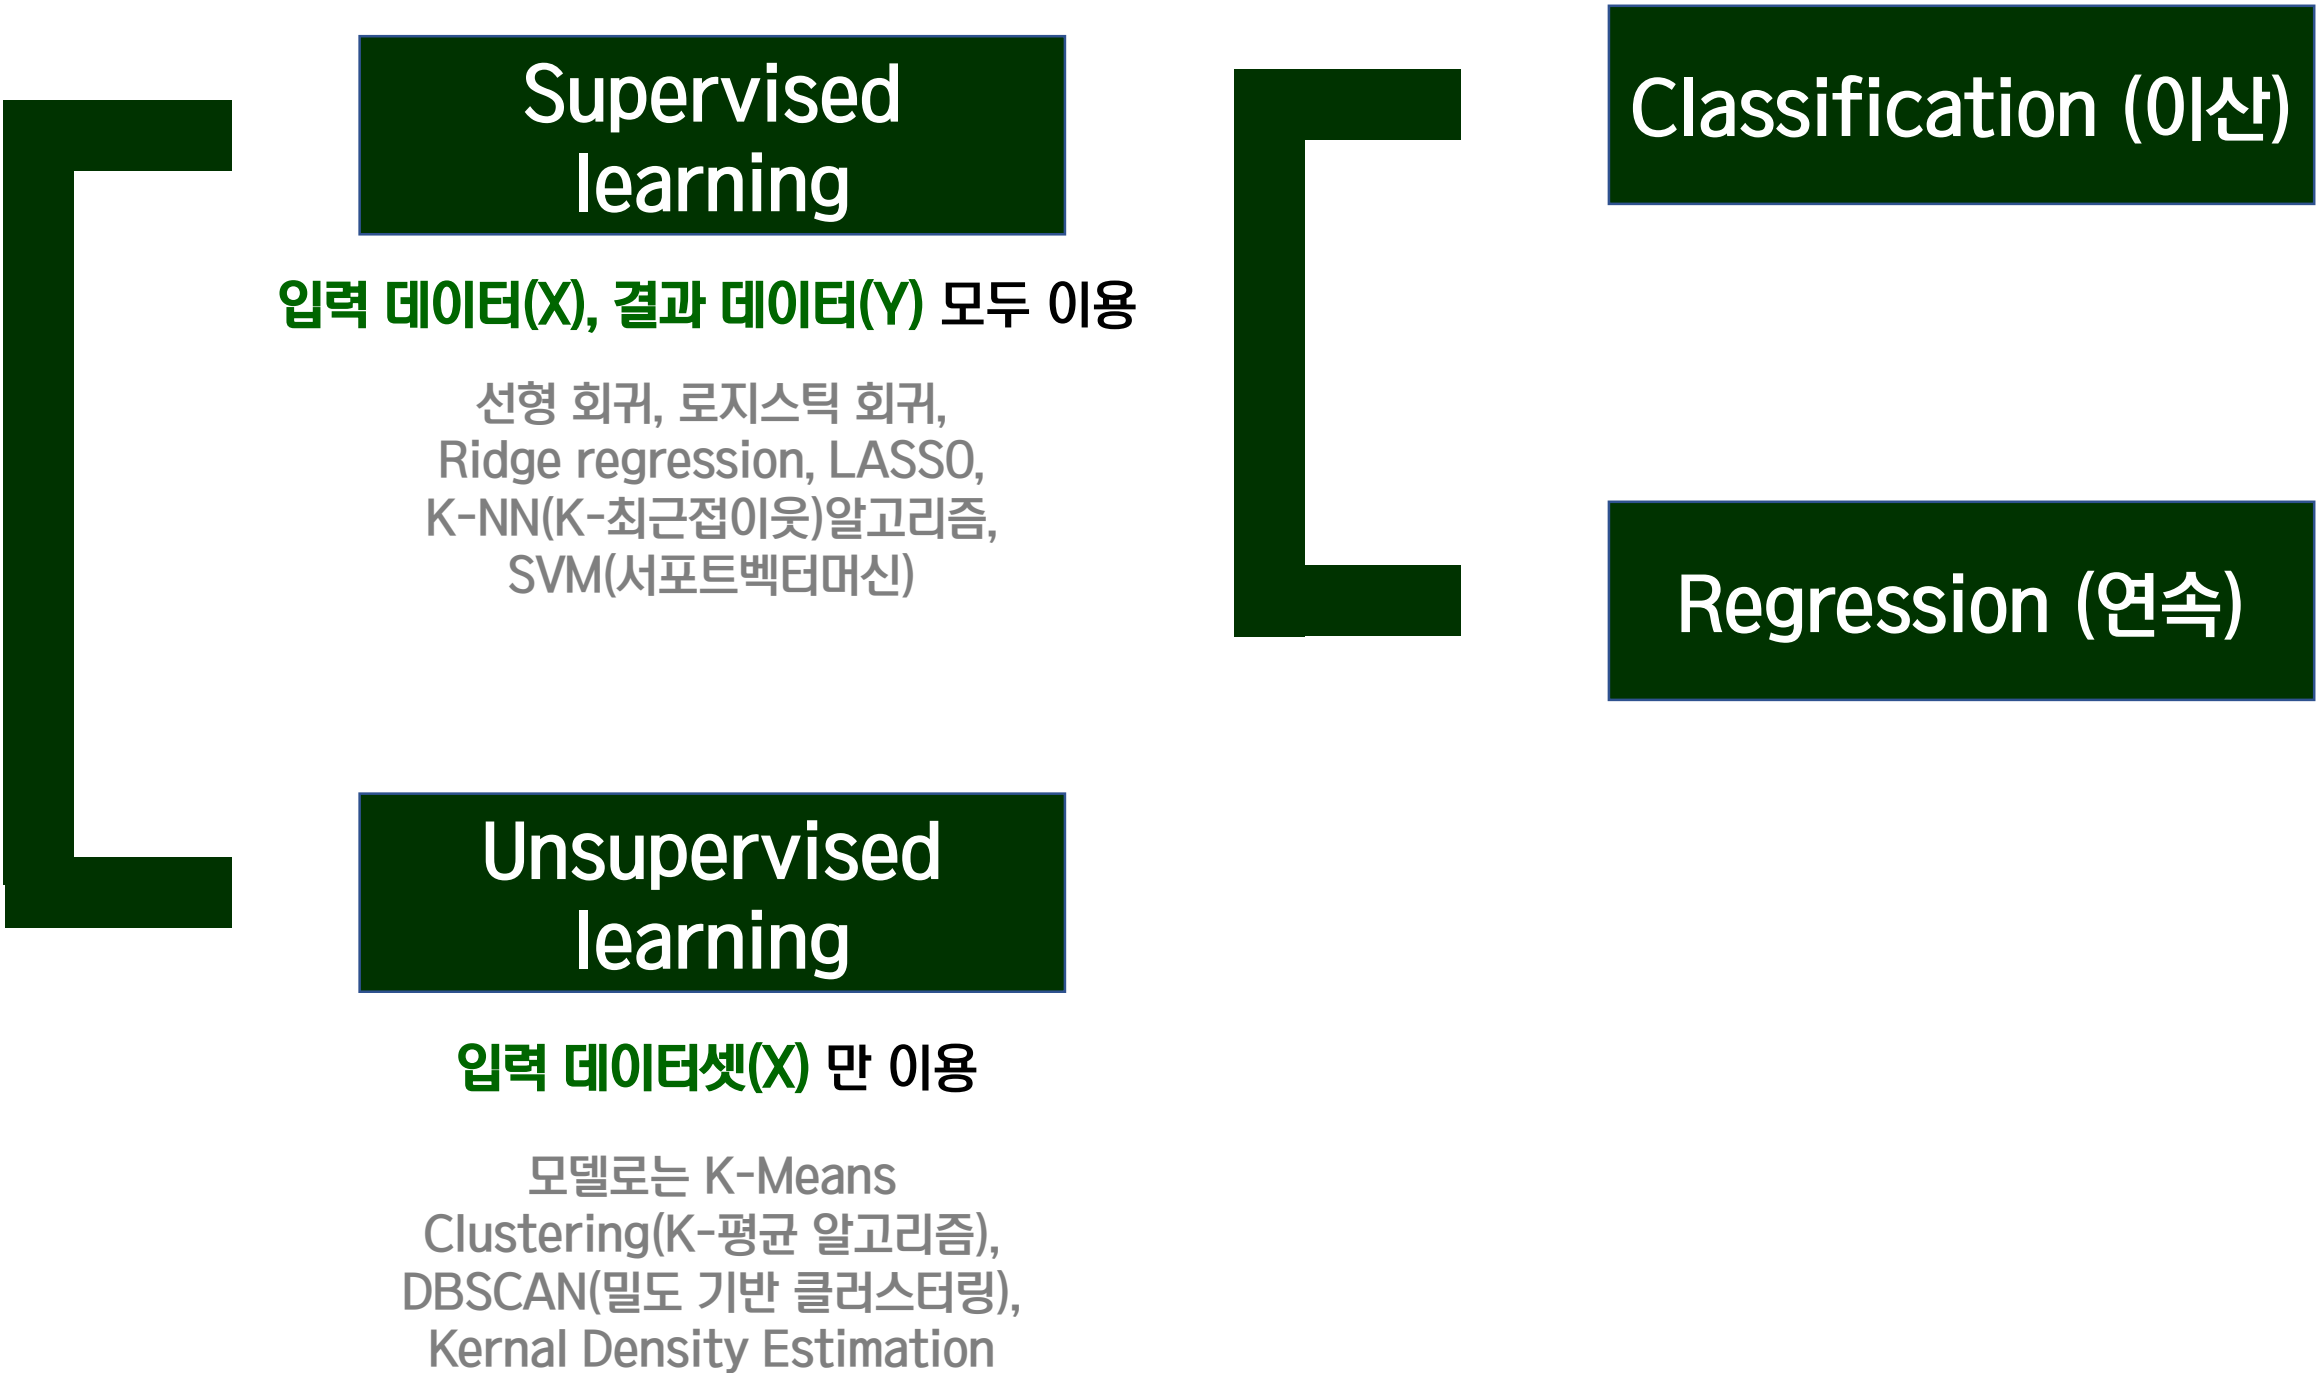 Supervised
learning
입력 데이터(X), 결과 데이터(Y) 모두 이용
선형 회귀, 로지스틱 회귀,
Ridge regression, LASSO,
K-NN(K-최근접이웃)알고리즘,
SVM(서포트벡터머신)
Classification (이산)
Regression (연속)
Unsupervised
learning
입력 데이터셋(X) 만 이용
모델로는 K-Means
Clustering(K-평균 알고리즘),
DBSCAN(밀도 기반 클러스터링),
Kernal Density Estimation